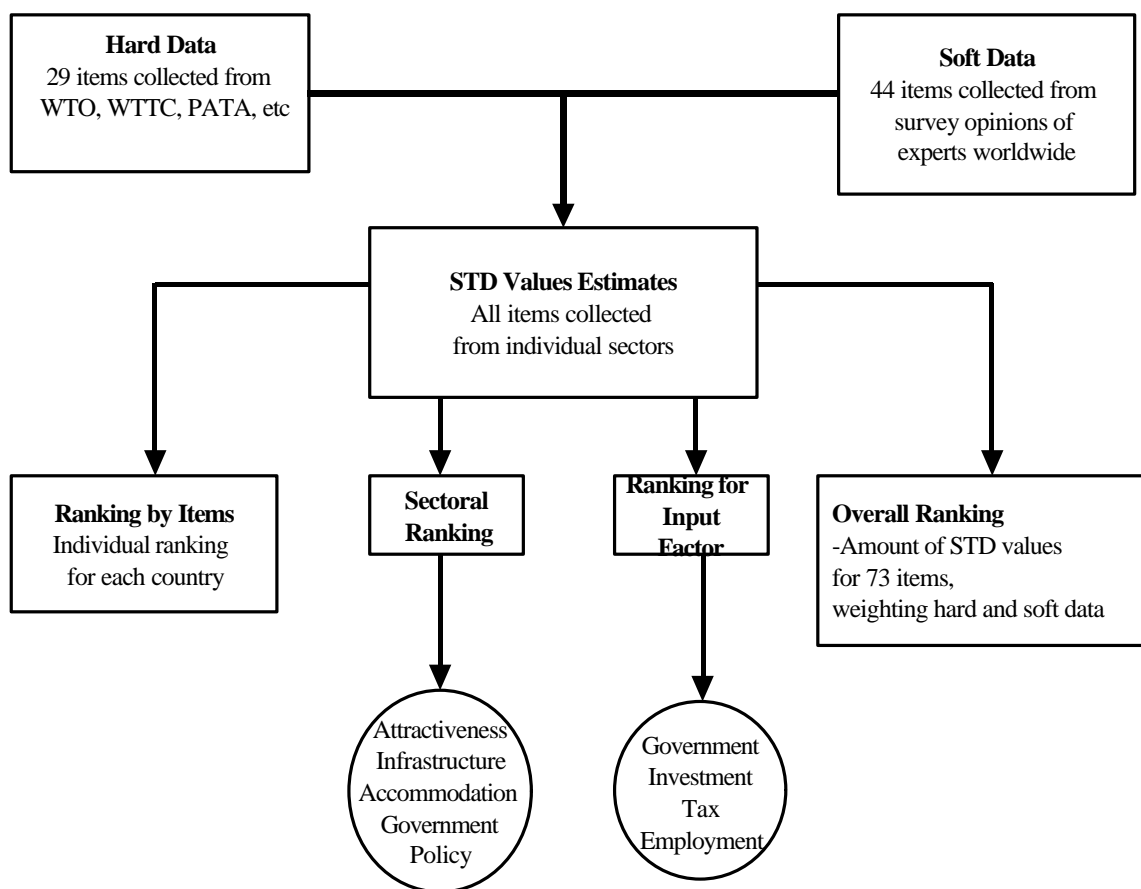 Hard Data
29 items collected from
WTO, WTTC, PATA, etc
Soft Data
44 items collected from
survey opinions of
experts worldwide
STD Values Estimates
All items collected
from individual sectors
Ranking by Items
Individual ranking
for each country
Sectoral
Ranking
Ranking for
Input
Factor
Overall Ranking
-Amount of STD values
for 73 items,
weighting hard and soft data
Attractiveness
Infrastructure
Accommodation
Government
Policy
Government
Investment
Tax
Employment